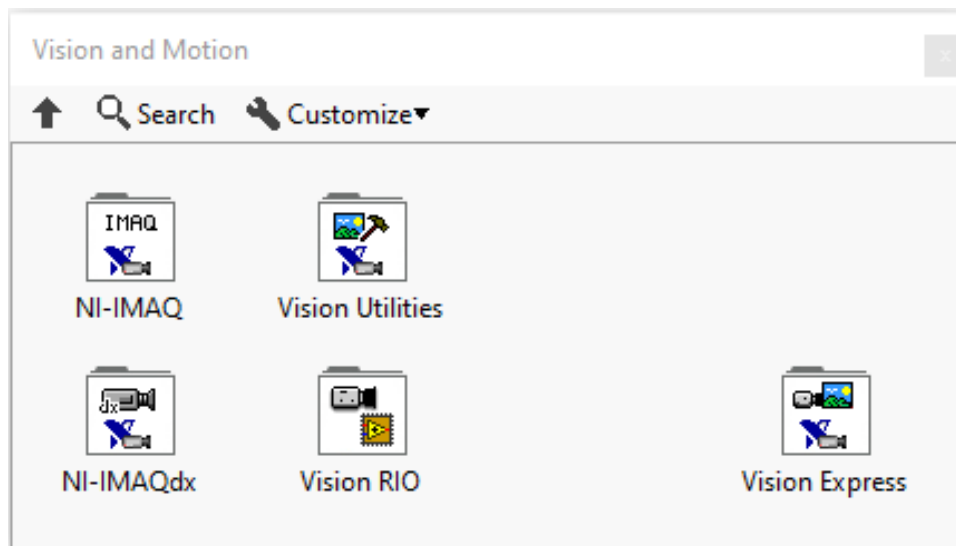 Vision and Motion
x
Search Customize
IMAQ
NI-IMAQ Vision Utilities
dx
NI-IMAQdx Vision RIO Vision Express